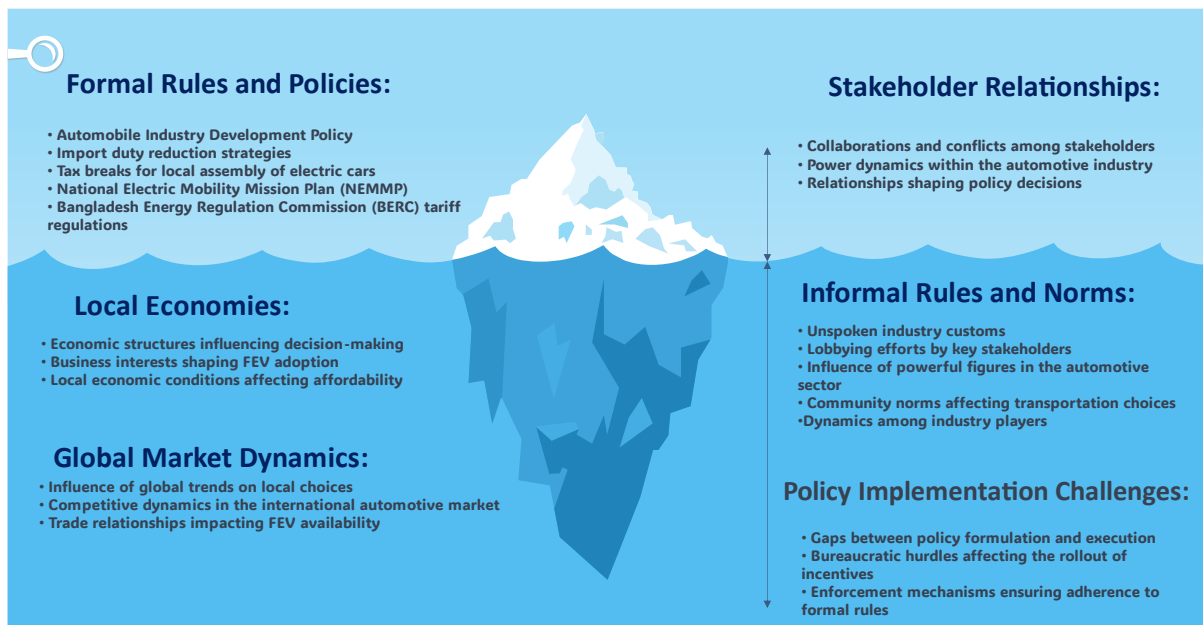 Formal Rules and Policies:
• Automobile Industry Development Policy
• Import duty reduction strategies
• Tax breaks for local assembly of electric cars
• National Electric Mobility Mission Plan (NEMMP)
• Bangladesh Energy Regulation Commission (BERC) tariff
regulations
Stakeholder Relationships:
• Collaborations and conflicts among stakeholders
• Power dynamics within the automotive industry
• Relationships shaping policy decisions
Local Economies:
• Economic structures influencing decision-making
• Business interests shaping FEV adoption
• Local economic conditions affecting affordability
Informal Rules and Norms:
• Unspoken industry customs
• Lobbying efforts by key stakeholders
• Influence of powerful figures in the automotive
sector
• Community norms affecting transportation choices
•Dynamics among industry players
Global Market Dynamics:
• Influence of global trends on local choices
• Competitive dynamics in the international automotive market
• Trade relationships impacting FEV availability
Policy Implementation Challenges:
• Gaps between policy formulation and execution
• Bureaucratic hurdles affecting the rollout of
incentives
• Enforcement mechanisms ensuring adherence to
formal rules